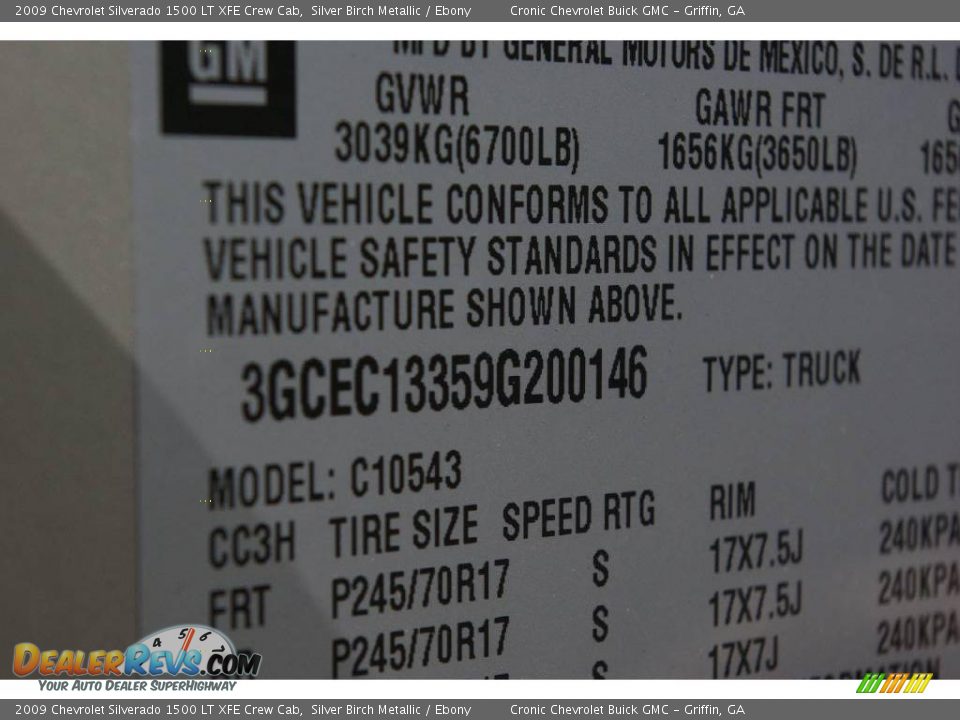 2009 Chevrolet Silverado 1500 LT XFE Crew Cab, Silver Birch Metallic / Ebony Cronic Chevrolet Buick GMC – Griffin, GA
GM
MFD BY GENERAL MOTORS DE MEXICO, S. DE R.L.
GVWR GAWR FRT G
3039KG(6700LB) 1656KG(3650LB) 165
THIS VEHICLE CONFORMS TO ALL APPLICABLE U.S. FE
VEHICLE SAFETY STANDARDS IN EFFECT ON THE DATE
MANUFACTURE SHOWN ABOVE.
3GCEC13359G200146 TYPE: TRUCK
MODEL: C10543
CC3H TIRE SIZE SPEED RTG RIM COLD T
FRT P245/70R17 S 17X7.5J 240KPA
P245/70R17 S 17X7.5J 240KPA
S 17X7J 240KPA
DEALERREVS.COM
YOUR AUTO DEALER SUPERHIGHWAY
4 5 6
2009 Chevrolet Silverado 1500 LT XFE Crew Cab, Silver Birch Metallic / Ebony Cronic Chevrolet Buick GMC – Griffin, GA